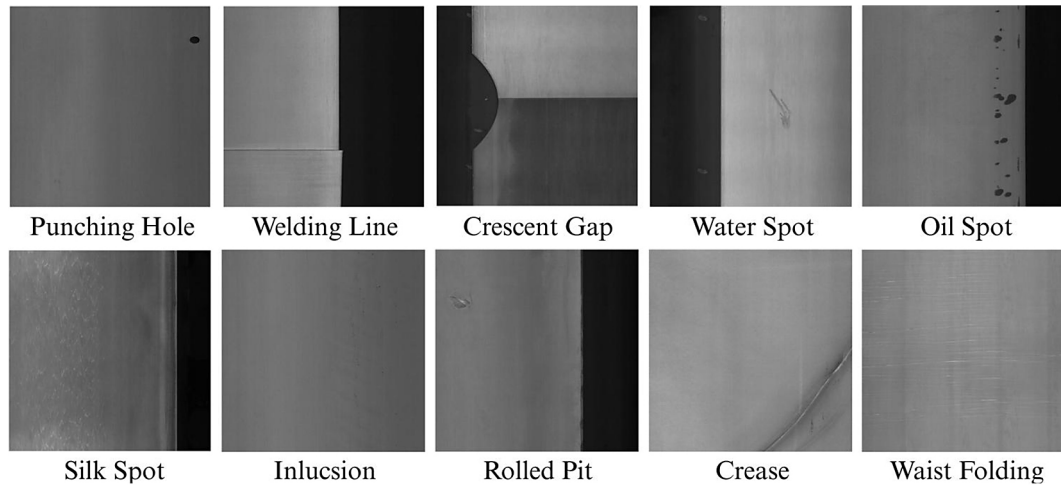 Punching Hole
Welding Line
Crescent Gap
Water Spot
Oil Spot
Silk Spot
Inlucsion
Rolled Pit
Crease
Waist Folding